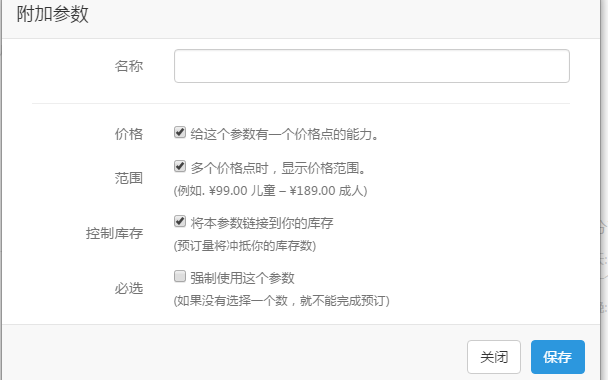 附加参数
名称
价格 给这个参数有一个价格点的能力。
范围 多个价格点时，显示价格范围。
(例如. ¥99.00 儿童 – ¥189.00 成人)
控制库存 将本参数链接到你的库存
(预订量将冲抵你的库存数)
必选 强制使用这个参数
(如果没有选择一个数，就不能完成预订)
关闭 保存